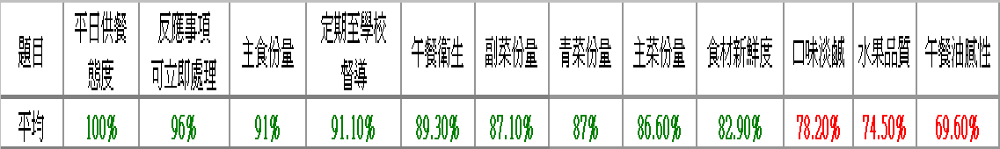 題目
平日供餐
態度
反應事項
可立即處理
主食份量
定期至學校
督導
午餐衛生
副菜份量
青菜份量
主菜份量
食材新鮮度
口味淡鹹
水果品質
午餐油膩性
平均
100%
96%
91%
91.10%
89.30%
87.10%
87%
86.60%
82.90%
78.20%
74.50%
69.60%